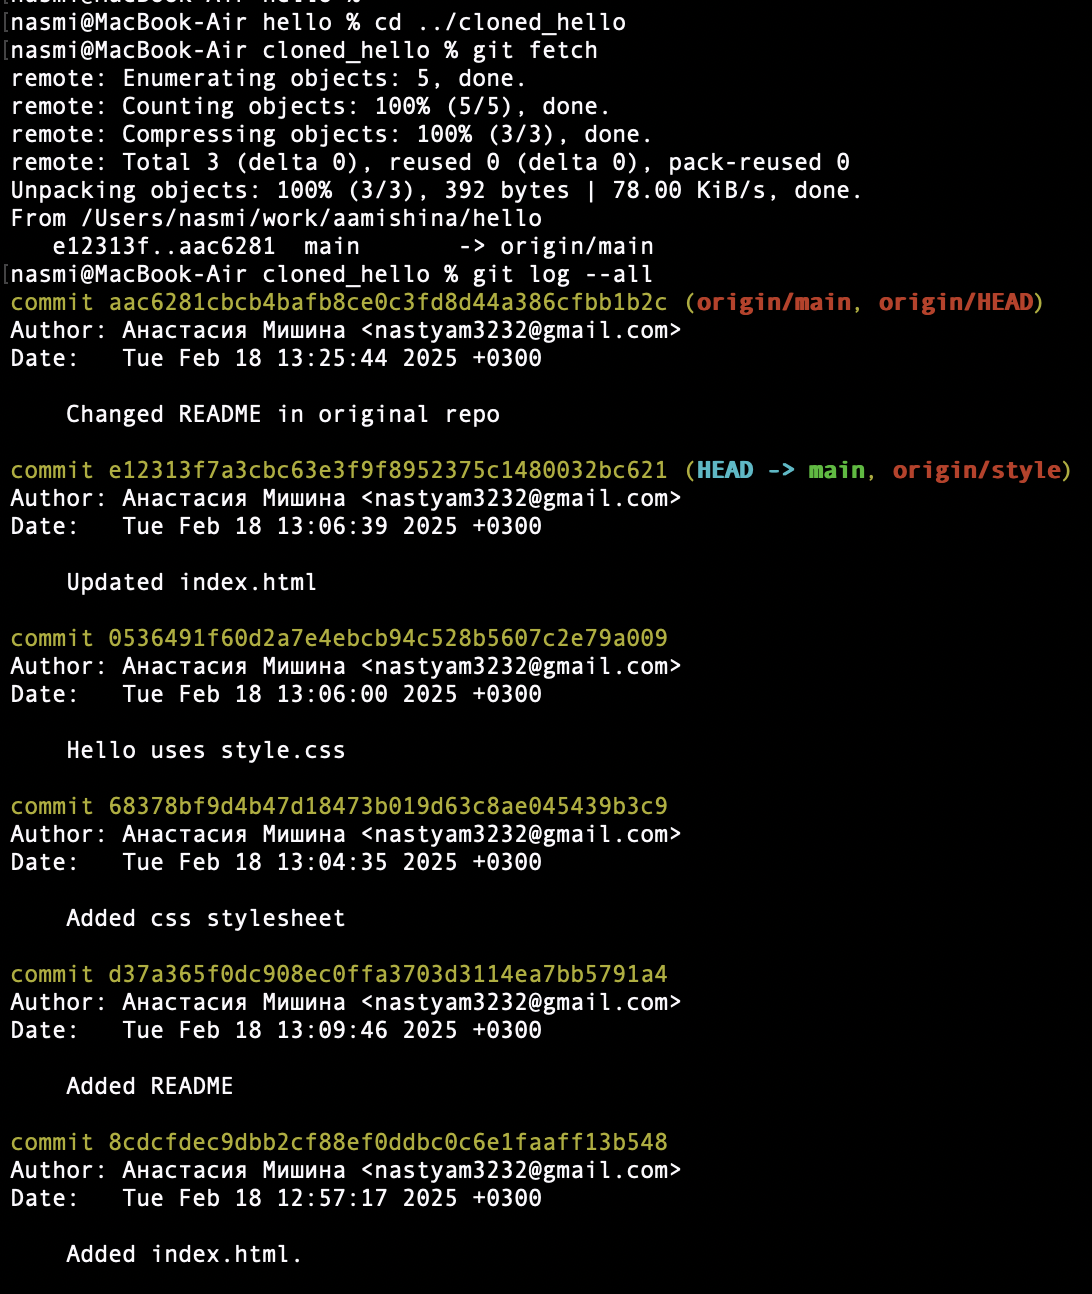 nasmi@MacBook-Air hello %
[nasmi@MacBook-Air hello % cd ../cloned_hello
[nasmi@MacBook-Air cloned_hello % git fetch
remote: Enumerating objects: 5, done.
remote: Counting objects: 100% (5/5), done.
remote: Compressing objects: 100% (3/3), done.
remote: Total 3 (delta 0), reused 0 (delta 0), pack-reused 0
Unpacking objects: 100% (3/3), 392 bytes | 78.00 KiB/s, done.
From /Users/nasmi/work/aamishina/hello
   e12313f..aac6281  main       -> origin/main
[nasmi@MacBook-Air cloned_hello % git log --all
commit aac6281cbcb4bafb8ce0c3fd8d44a386cfbb1b2c (origin/main, origin/HEAD)
Author: Анастасия Мишина <nastyam3232@gmail.com>
Date:   Tue Feb 18 13:25:44 2025 +0300
    Changed README in original repo
commit e12313f7a3cbc63e3f9f8952375c1480032bc621 (HEAD -> main, origin/style)
Author: Анастасия Мишина <nastyam3232@gmail.com>
Date:   Tue Feb 18 13:06:39 2025 +0300
    Updated index.html
commit 0536491f60d2a7e4ebcb94c528b5607c2e79a009
Author: Анастасия Мишина <nastyam3232@gmail.com>
Date:   Tue Feb 18 13:06:00 2025 +0300
    Hello uses style.css
commit 68378bf9d4b47d18473b019d63c8ae045439b3c9
Author: Анастасия Мишина <nastyam3232@gmail.com>
Date:   Tue Feb 18 13:04:35 2025 +0300
    Added css stylesheet
commit d37a365f0dc908ec0ffa3703d3114ea7bb5791a4
Author: Анастасия Мишина <nastyam3232@gmail.com>
Date:   Tue Feb 18 13:09:46 2025 +0300
    Added README
commit 8cdcfdec9dbb2cf88ef0ddbc0c6e1faaff13b548
Author: Анастасия Мишина <nastyam3232@gmail.com>
Date:   Tue Feb 18 12:57:17 2025 +0300
    Added index.html.